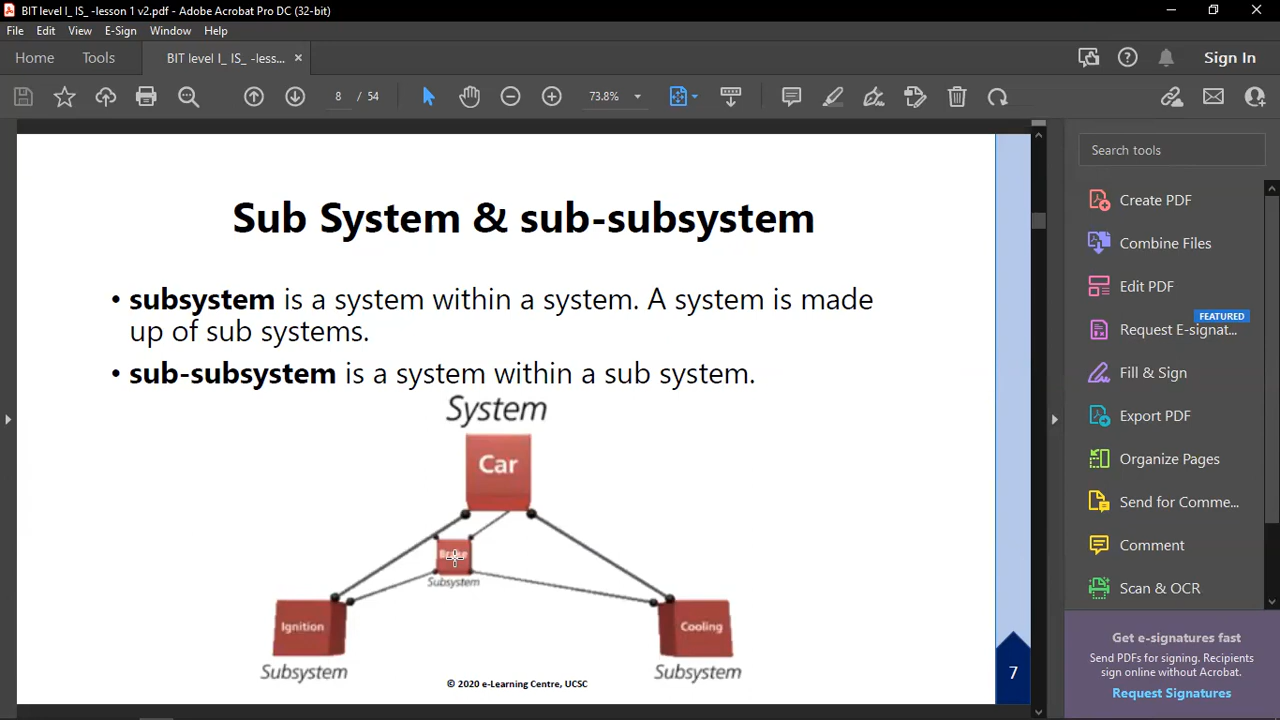 BIT level I_ IS_ -lesson 1 v2.pdf - Adobe Acrobat Pro DC (32-bit)
File Edit View E-Sign Window Help
Home Tools BIT level I_ IS_ -less... ×
Sign In
8 / 54 73.8%
Search tools
Create PDF
Combine Files
Edit PDF
FEATURED
Request E-signat...
Fill & Sign
Export PDF
Organize Pages
Send for Comme...
Comment
Scan & OCR
Get e-signatures fast
Send PDFs for signing. Recipients
sign online without Acrobat.
Request Signatures
Sub System & sub-subsystem
• subsystem is a system within a system. A system is made
up of sub systems.
• sub-subsystem is a system within a sub system.
System
Car
Subsystem
Ignition
Subsystem
Cooling
Subsystem
© 2020 e-Learning Centre, UCSC
7